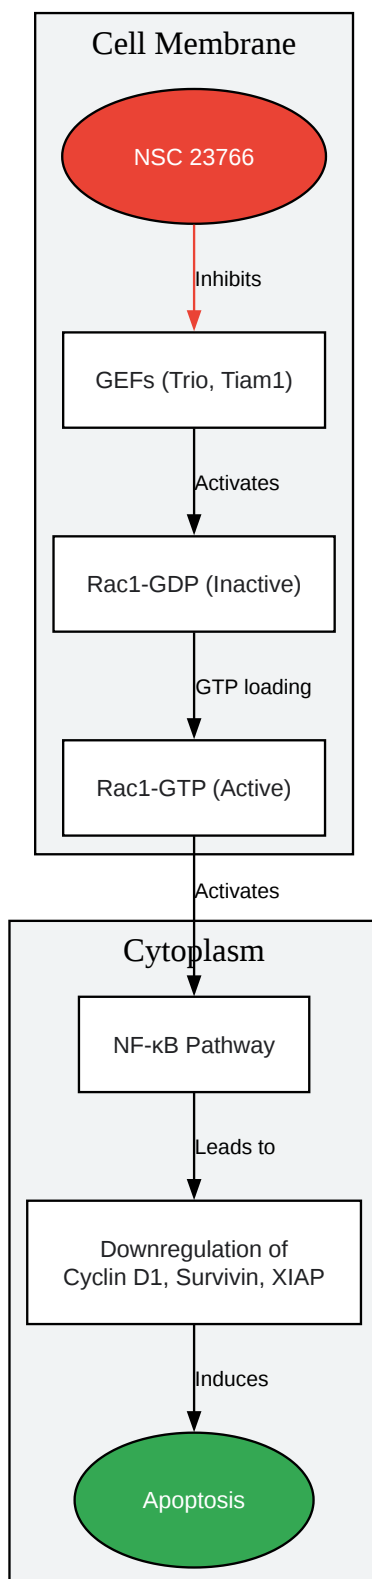 Cell Membrane
NSC 23766
Inhibits
GEFs (Trio, Tiam1)
Activates
Rac1-GDP (Inactive)
GTP loading
Rac1-GTP (Active)
Activates
Cytoplasm
NF-κB Pathway
Leads to
Downregulation of
Cyclin D1, Survivin, XIAP
Induces
Apoptosis